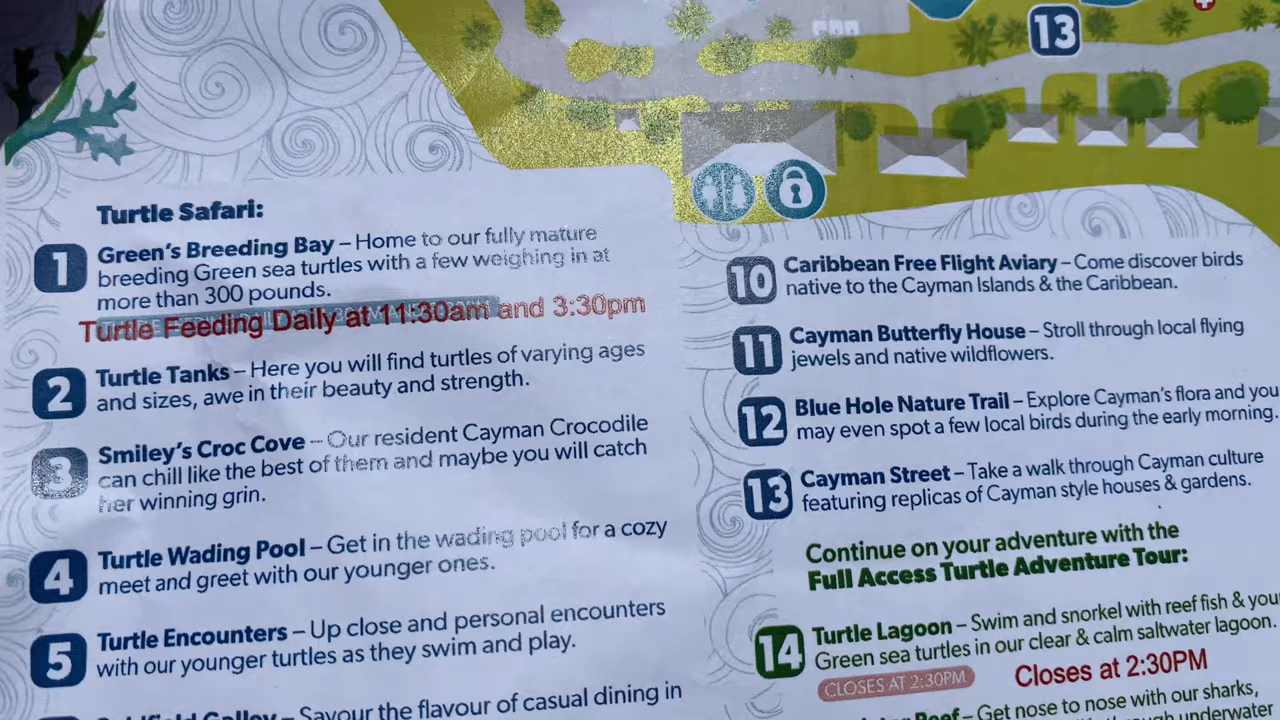 13
Turtle Safari:
1
Green's Breeding Bay – Home to our fully mature
breeding Green sea turtles with a few weighing in at
more than 300 pounds.
Turtle Feeding Daily at 11:30am and 3:30pm
2
Turtle Tanks – Here you will find turtles of varying ages
and sizes, awe in their beauty and strength.
3
Smiley's Croc Cove – Our resident Cayman Crocodile
can chill like the best of them and maybe you will catch
her winning grin.
4
Turtle Wading Pool – Get in the wading pool for a cozy
meet and greet with our younger ones.
5
Turtle Encounters – Up close and personal encounters
with our younger turtles as they swim and play.
Galley – Savour the flavour of casual dining in
10
Caribbean Free Flight Aviary – Come discover birds
native to the Cayman Islands & the Caribbean.
11
Cayman Butterfly House – Stroll through local flying
jewels and native wildflowers.
12
Blue Hole Nature Trail – Explore Cayman's flora and you
may even spot a few local birds during the early morning.
13
Cayman Street – Take a walk through Cayman culture
featuring replicas of Cayman style houses & gardens.
Continue on your adventure with the
Full Access Turtle Adventure Tour:
14
Turtle Lagoon – Swim and snorkel with reef fish & you
Green sea turtles in our clear & calm saltwater lagoon.
CLOSES AT 2:30PM
Closes at 2:30PM
Reef – Get nose to nose with our sharks,
underwater